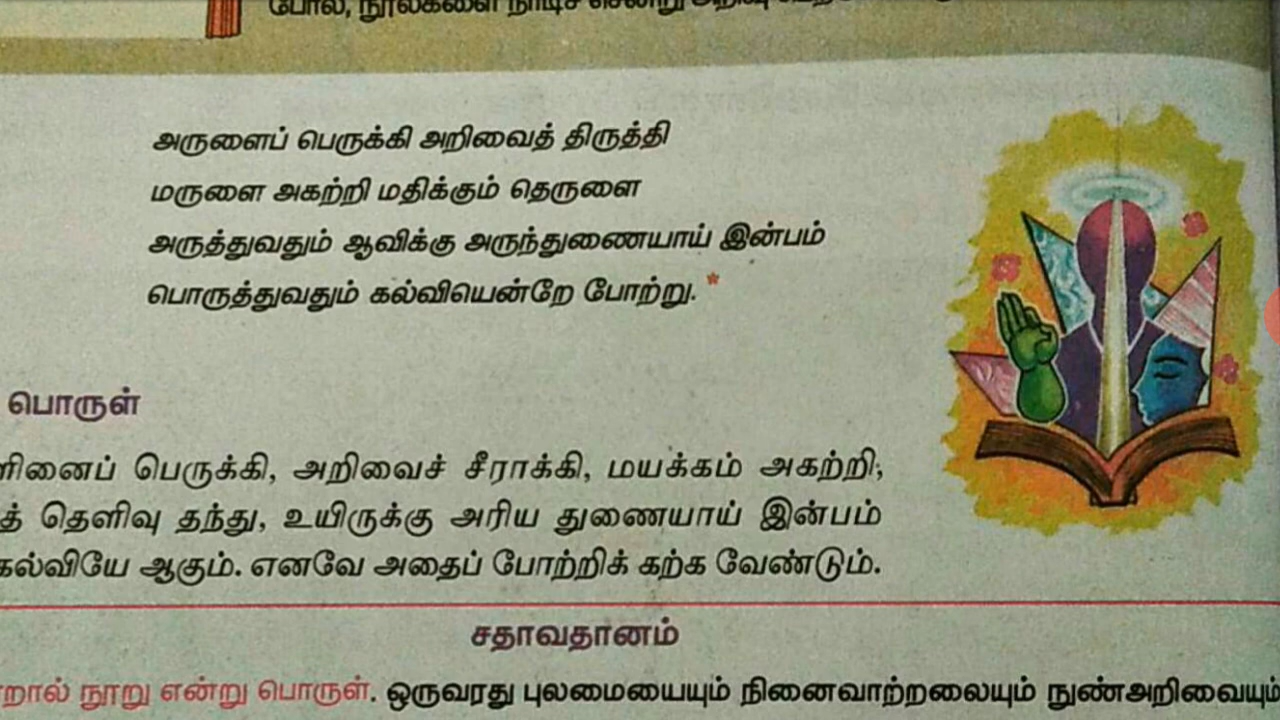 அருளைப் பெருக்கி அறிவைத் திருத்தி
மருளை அகற்றி மதிக்கும் தெருளை
அருத்துவதும் ஆவிக்கு அருந்துணையாய் இன்பம்
பொருத்துவதும் கல்வியென்றே போற்று. *
பொருள்
பெருக்கி, அறிவைச் சீராக்கி, மயக்கம் அகற்றி;
தெளிவு தந்து, உயிருக்கு அரிய துணையாய் இன்பம்
கல்வியே ஆகும். எனவே அதைப் போற்றிக் கற்க வேண்டும்.
சதாவதானம்
நூறு என்று பொருள். ஒருவரது புலமையையும் நினைவாற்றலையும் நுண்அறிவையும்